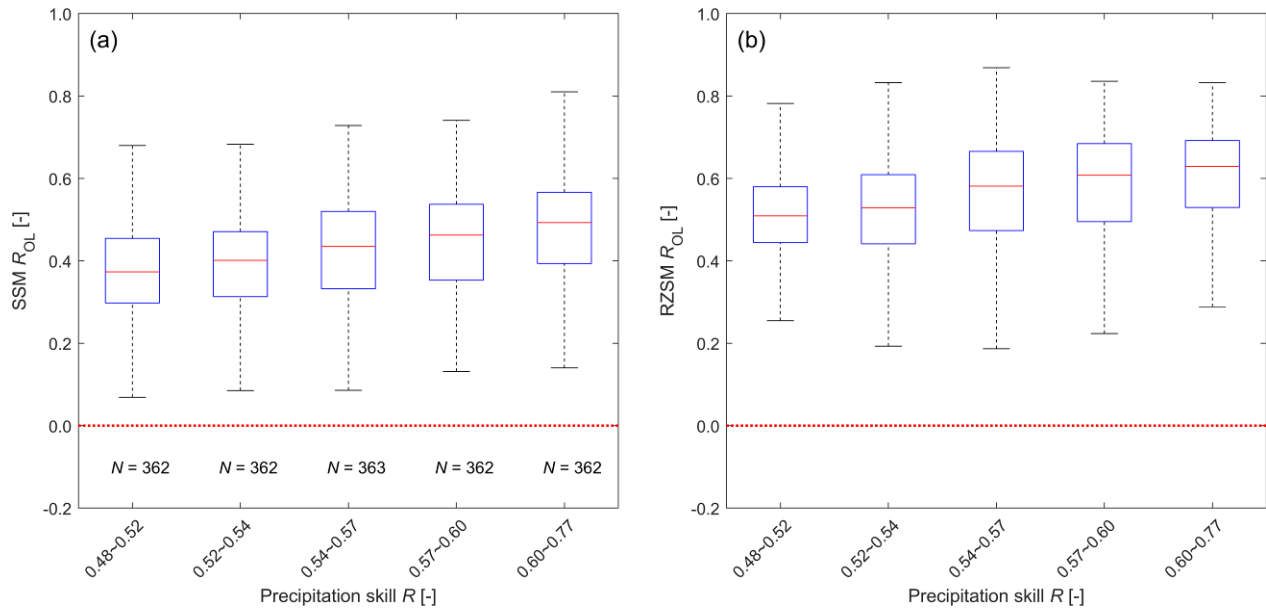 (a)
1.0
0.8
0.6
0.4
0.2
0.0
-0.2
SSM R_OL [-]
N = 362
N = 362
N = 363
N = 362
N = 362
0.48~0.52
0.52~0.54
0.54~0.57
0.57~0.60
0.60~0.77
Precipitation skill R [-]
(b)
1.0
0.8
0.6
0.4
0.2
0.0
-0.2
RZSM R_OL [-]
0.48~0.52
0.52~0.54
0.54~0.57
0.57~0.60
0.60~0.77
Precipitation skill R [-]